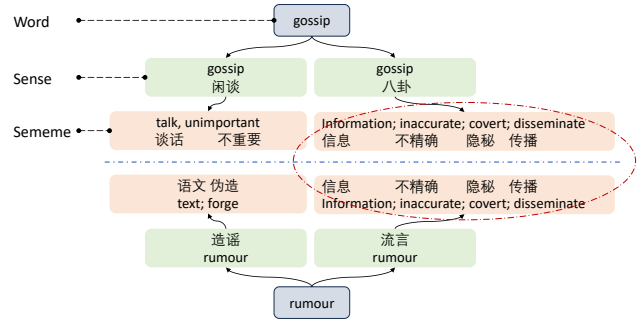 Word
gossip
Sense
gossip
闲谈
gossip
八卦
Sememe
talk, unimportant
谈话 不重要
Information; inaccurate; covert; disseminate
信息 不精确 隐秘 传播
语文 伪造
text; forge
信息 不精确 隐秘 传播
Information; inaccurate; covert; disseminate
造谣
rumour
流言
rumour
rumour